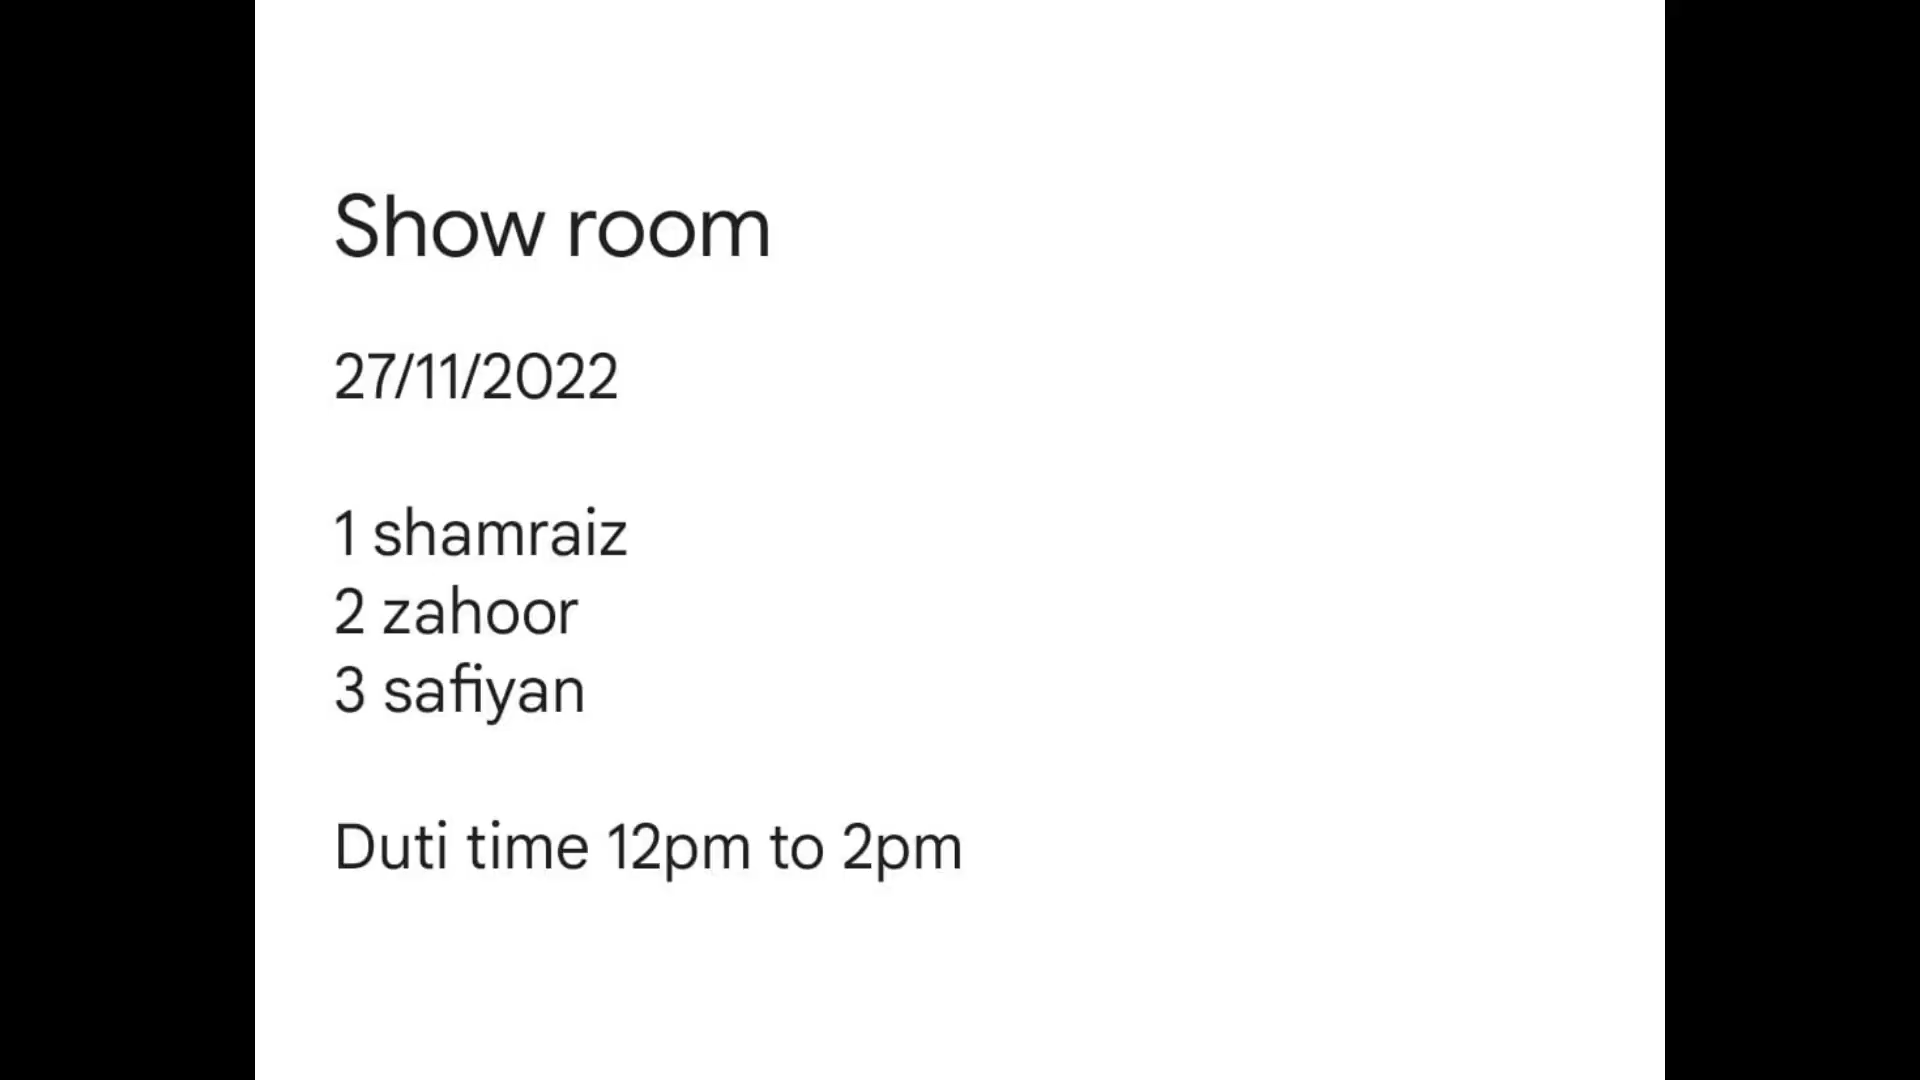 Show room
27/11/2022
1 shamraiz
2 zahoor
3 safiyan
Duti time 12pm to 2pm